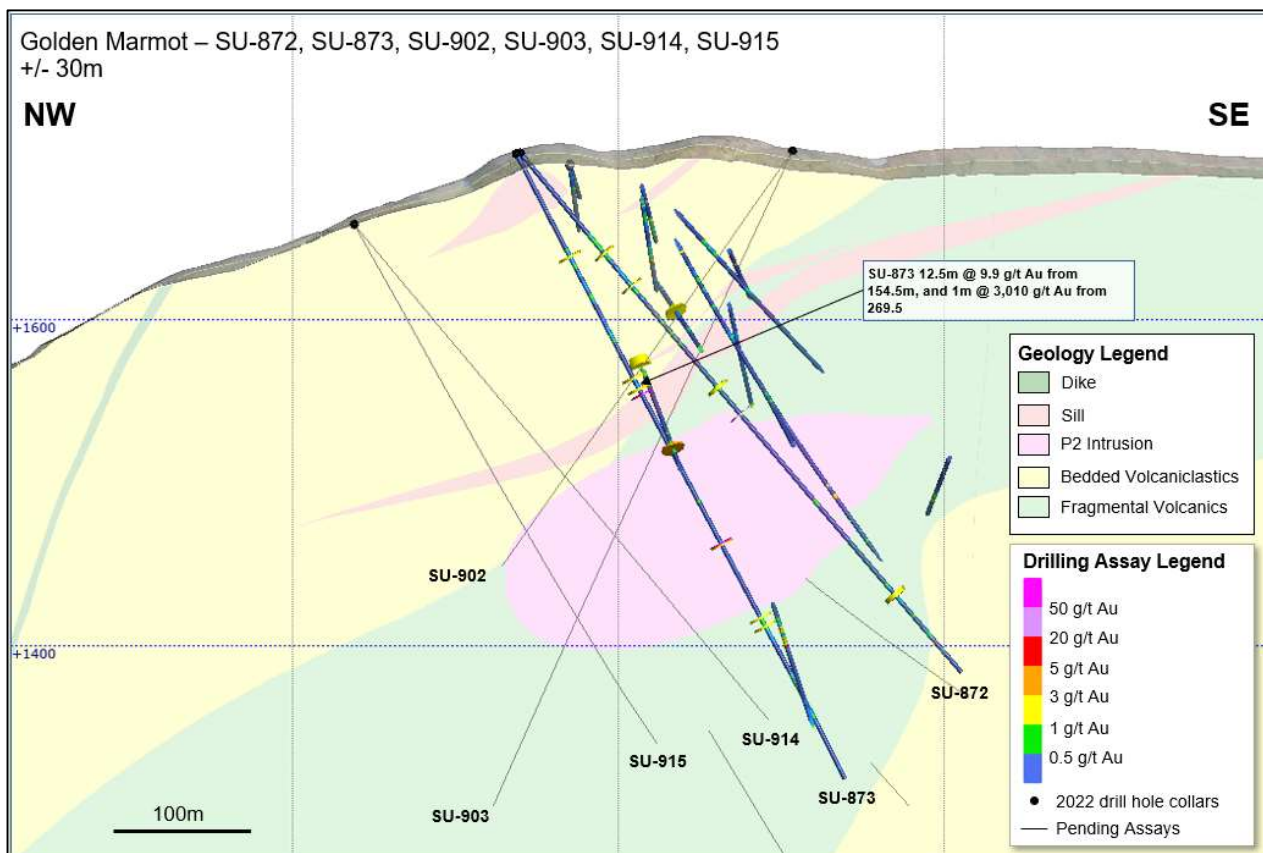 Golden Marmot – SU-872, SU-873, SU-902, SU-903, SU-914, SU-915
+/- 30m
NW
SE
SU-873 12.5m @ 9.9 g/t Au from
154.5m, and 1m @ 3,010 g/t Au from
269.5
+1600
Geology Legend
Dike
Sill
P2 Intrusion
Bedded Volcaniclastics
Fragmental Volcanics
SU-902
+1400
SU-872
SU-914
SU-915
SU-873
SU-903
100m
Drilling Assay Legend
50 g/t Au
20 g/t Au
5 g/t Au
3 g/t Au
1 g/t Au
0.5 g/t Au
2022 drill hole collars
Pending Assays